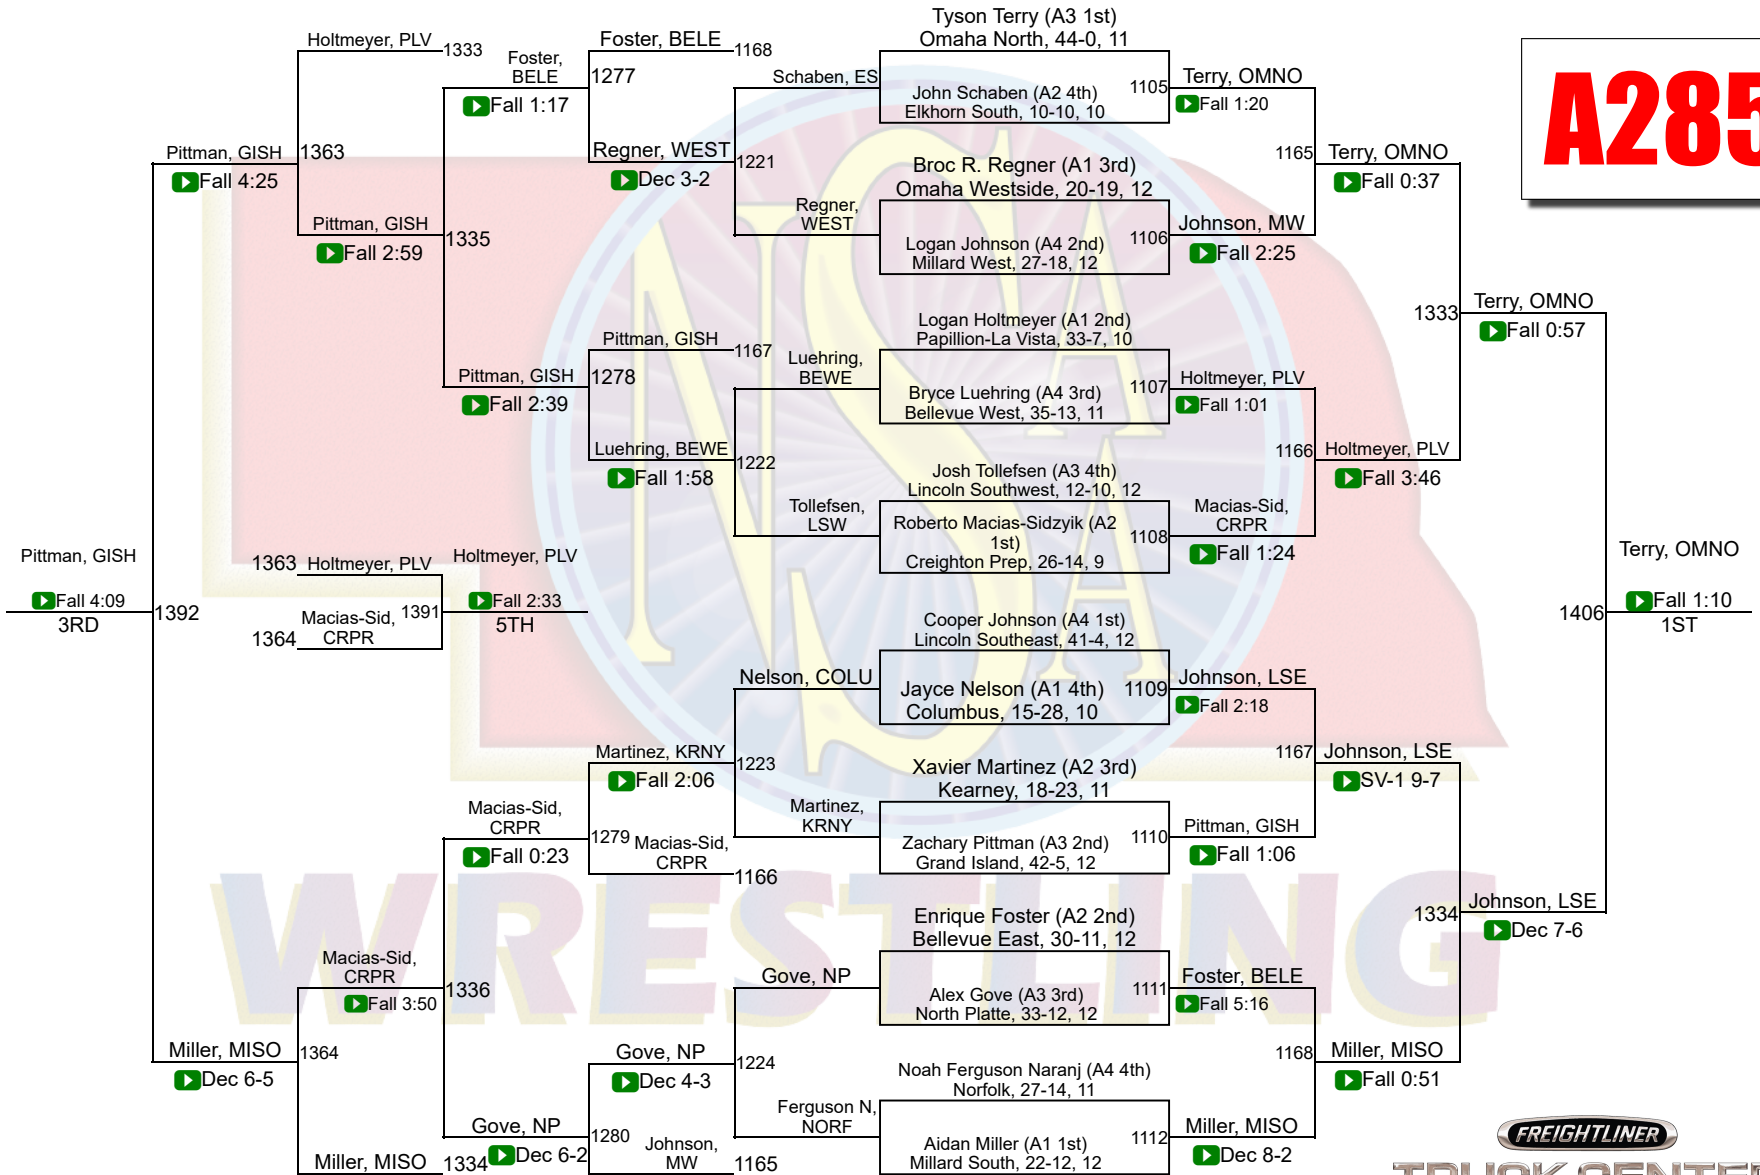 Tyson Terry (A3 1st)
Omaha North, 44-0, 11
John Schaben (A2 4th)
Elkhorn South, 10-10, 10
1105
Broc R. Regner (A1 3rd)
Omaha Westside, 20-19, 12
Logan Johnson (A4 2nd)
Millard West, 27-18, 12
1106
Logan Holtmeyer (A1 2nd)
Papillion-La Vista, 33-7, 10
Bryce Luehring (A4 3rd)
Bellevue West, 35-13, 11
1107
Josh Tollefsen (A3 4th)
Lincoln Southwest, 12-10, 12
Roberto Macias-Sidzyik (A2
1st)
Creighton Prep, 26-14, 9
1108
Cooper Johnson (A4 1st)
Lincoln Southeast, 41-4, 12
Jayce Nelson (A1 4th)
Columbus, 15-28, 10
1109
Xavier Martinez (A2 3rd)
Kearney, 18-23, 11
Zachary Pittman (A3 2nd)
Grand Island, 42-5, 12
1110
Enrique Foster (A2 2nd)
Bellevue East, 30-11, 12
Alex Gove (A3 3rd)
North Platte, 33-12, 12
1111
Noah Ferguson Naranj (A4 4th)
Norfolk, 27-14, 11
Aidan Miller (A1 1st)
Millard South, 22-12, 12
1112
Terry, OMNO
Fall 1:20
1165
Johnson, MW
Fall 2:25
Holtmeyer, PLV
Fall 1:01
1166
Macias-Sid,
CRPR
Fall 1:24
Johnson, LSE
Fall 2:18
1167
Pittman, GISH
Fall 1:06
Foster, BELE
Fall 5:16
1168
Miller, MISO
Dec 8-2
Terry, OMNO
Fall 0:37
1333
Holtmeyer, PLV
Fall 3:46
Johnson, LSE
SV-1 9-7
1334
Miller, MISO
Fall 0:51
Terry, OMNO
Fall 0:57
1406
Johnson, LSE
Dec 7-6
Terry, OMNO
Fall 1:10
1ST
Schaben, ES
1221
Regner,
WEST
Luehring,
BEWE
1222
Tollefsen,
LSW
Nelson, COLU
1223
Martinez,
KRNY
Gove, NP
1224
Ferguson N,
NORF
Foster, BELE
1168
1277
Regner, WEST
Dec 3-2
Pittman, GISH
1167
1278
Luehring, BEWE
Fall 1:58
Martinez, KRNY
Fall 2:06
1279
Macias-Sid,
CRPR
1166
Gove, NP
Dec 4-3
1280
Johnson,
MW
1165
Foster,
BELE
Fall 1:17
1335
Pittman, GISH
Fall 2:39
Macias-Sid,
CRPR
Fall 0:23
1336
Gove, NP
Dec 6-2
Holtmeyer, PLV
1333
1363
Pittman, GISH
Fall 2:59
Macias-Sid,
CRPR
Fall 3:50
1364
Miller, MISO
1334
Pittman, GISH
Fall 4:25
1392
Miller, MISO
Dec 6-5
Pittman, GISH
Fall 4:09
3RD
1363
Holtmeyer, PLV
1391
1364
Macias-Sid,
CRPR
Holtmeyer, PLV
Fall 2:33
5TH
A285
NSAA
WRESTLING
FREIGHTLINER
TRUCK CENTER